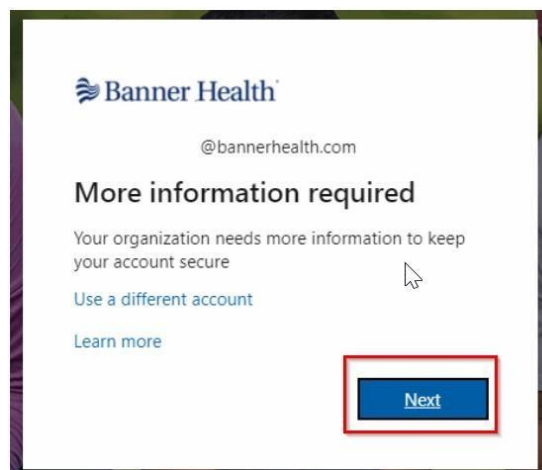 Banner Health
@bannerhealth.com
More information required
Your organization needs more information to keep
your account secure
Use a different account
Learn more
Next